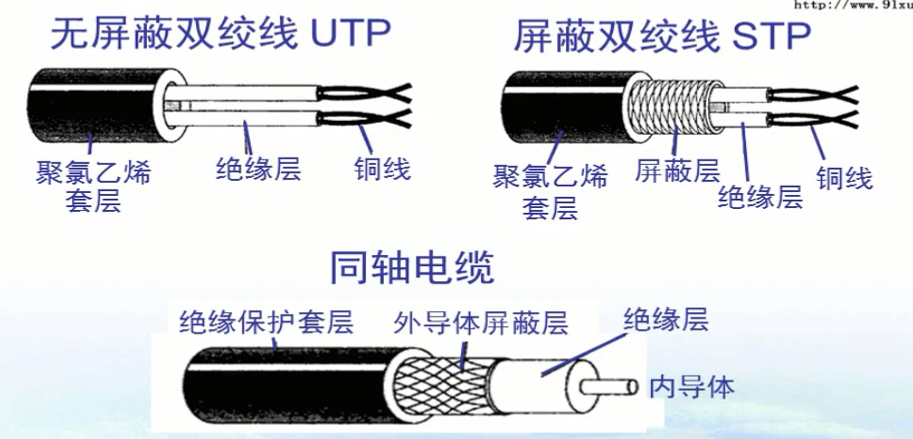 http://www.91xu
无屏蔽双绞线 UTP
屏蔽双绞线 STP
聚氯乙烯
套层
绝缘层
铜线
聚氯乙烯
套层
屏蔽层
绝缘层
铜线
同轴电缆
绝缘保护套层
外导体屏蔽层
绝缘层
内导体